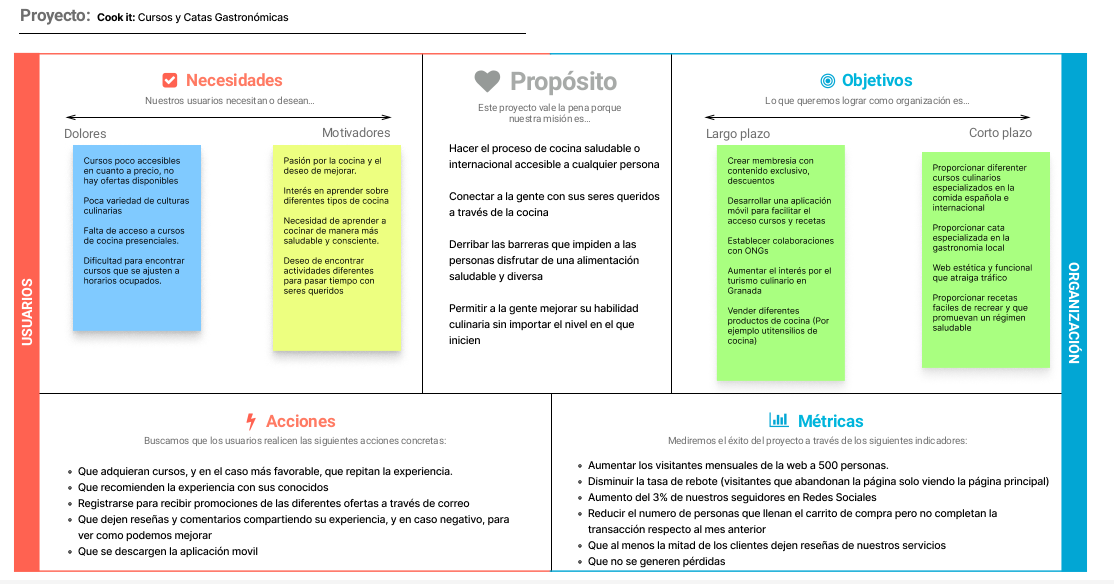 Proyecto: Cook it: Cursos y Catas Gastronómicas
Necesidades
Nuestros usuarios necesitan o desean...
Dolores
Motivadores
Cursos poco accesibles
en cuanto a precio, no
hay ofertas disponibles
Poca variedad de culturas
culinarias
Falta de acceso a cursos
de cocina presenciales.
Dificultad para encontrar
cursos que se ajusten a
horarios ocupados.
Pasión por la cocina y el
deseo de mejorar.
Interés en aprender sobre
diferentes tipos de cocina
Necesidad de aprender a
cocinar de manera más
saludable y consciente.
Deseo de encontrar
actividades diferentes
para pasar tiempo con
seres queridos
USUARIOS
Propósito
Este proyecto vale la pena porque
nuestra misión es...
Hacer el proceso de cocina saludable o
internacional accesible a cualquier persona
Conectar a la gente con sus seres queridos
a través de la cocina
Derribar las barreras que impiden a las
personas disfrutar de una alimentación
saludable y diversa
Permitir a la gente mejorar su habilidad
culinaria sin importar el nivel en el que
inicien
Objetivos
Lo que queremos lograr como organización es...
Largo plazo
Corto plazo
Crear membresia con
contenido exclusivo,
descuentos
Desarrollar una aplicación
móvil para facilitar el
acceso cursos y recetas
Establecer colaboraciones
con ONGs
Aumentar el interés por el
turismo culinario en
Granada
Vender diferentes
productos de cocina (Por
ejemplo utitensilios de
cocina)
Proporcionar diferenter
cursos culinarios
especializados en la
comida española e
internacional
Proporcionar cata
especializada en la
gastronomia local
Web estética y funcional
que atraiga tráfico
Proporcionar recetas
faciles de recrear y que
promuevan un régimen
saludable
ORGANIZACIÓN
Acciones
Buscamos que los usuarios realicen las siguientes acciones concretas:
• Que adquieran cursos, y en el caso más favorable, que repitan la experiencia.
• Que recomienden la experiencia con sus conocidos
• Registrarse para recibir promociones de las diferentes ofertas a través de correo
• Que dejen reseñas y comentarios compartiendo su experiencia, y en caso negativo, para
ver como podemos mejorar
• Que se descargen la aplicación movil
Métricas
Mediremos el éxito del proyecto a través de los siguientes indicadores:
• Aumentar los visitantes mensuales de la web a 500 personas.
• Disminuir la tasa de rebote (visitantes que abandonan la página solo viendo la página principal)
• Aumento del 3% de nuestros seguidores en Redes Sociales
• Reducir el numero de personas que llenan el carrito de compra pero no completan la
transacción respecto al mes anterior
• Que al menos la mitad de los clientes dejen reseñas de nuestros servicios
• Que no se generen pérdidas